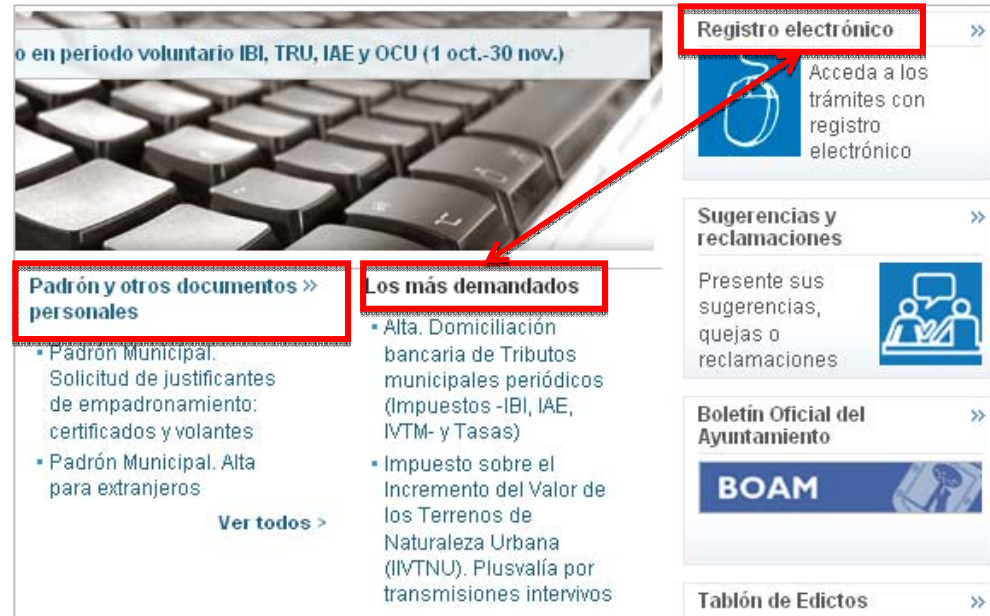 o en periodo voluntario IBI, TRU, IAE y OCU (1 oct.-30 nov.)
Padrón y otros documentos »
personales
Padrón Municipal.
Solicitud de justificantes
de empadronamiento:
certificados y volantes
Padrón Municipal. Alta
para extranjeros
Ver todos >
Los más demandados
Alta. Domiciliación
bancaria de Tributos
municipales periódicos
(Impuestos -IBI, IAE,
IVTM- y Tasas)
Impuesto sobre el
Incremento del Valor de
los Terrenos de
Naturaleza Urbana
(IIVTNU). Plusvalía por
transmisiones intervivos
Registro electrónico »
Acceda a los
trámites con
registro
electrónico
Sugerencias y »
reclamaciones
Presente sus
sugerencias,
quejas o
reclamaciones
Boletín Oficial del »
Ayuntamiento
BOAM
Tablón de Edictos »